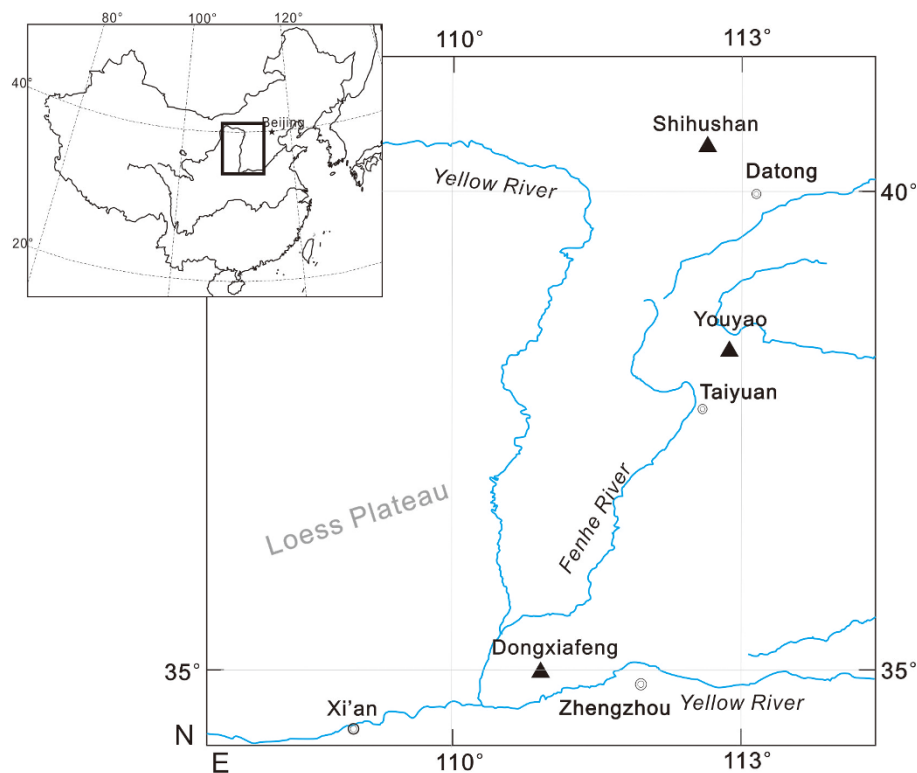 80°
100°
120°
40°
Beijing
20°
110°
113°
Shihushan
Yellow River
Datong
40°
Youyao
Taiyuan
Fenhe River
Loess Plateau
Dongxiafeng
35°
35°
Xi'an
Zhengzhou
Yellow River
N
E
110°
113°